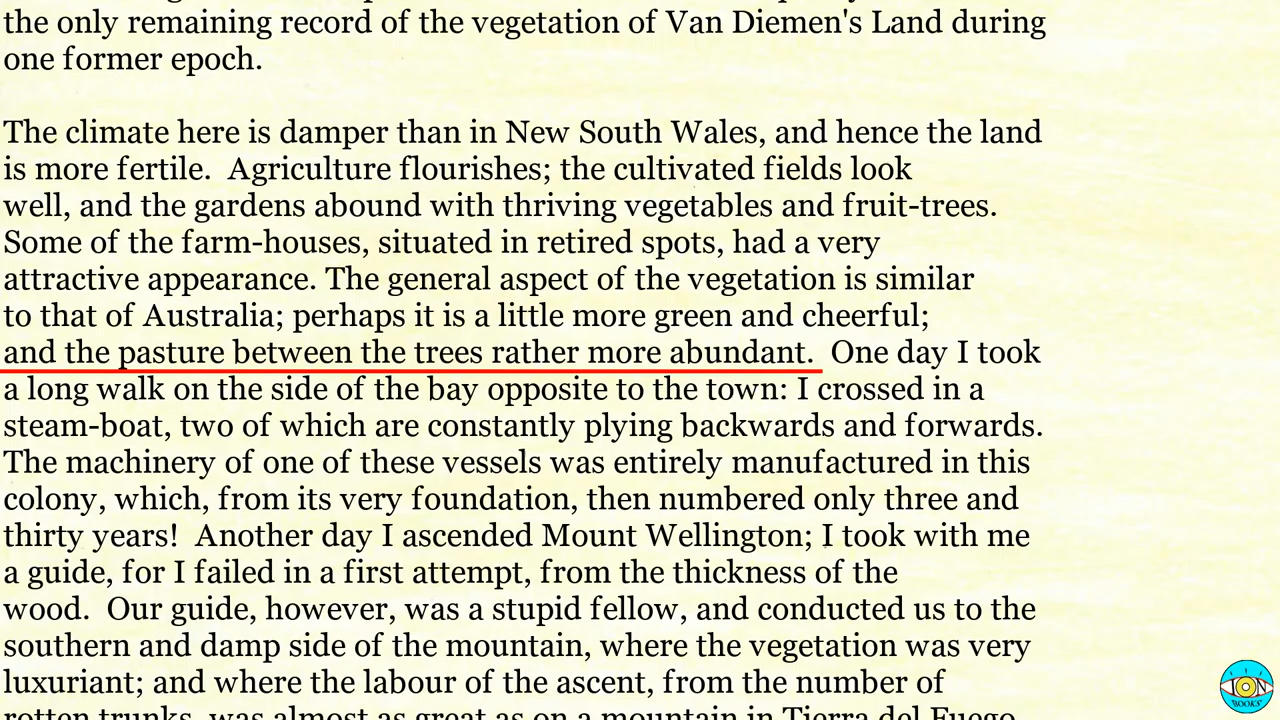 the only remaining record of the vegetation of Van Diemen's Land during
one former epoch.
The climate here is damper than in New South Wales, and hence the land
is more fertile.  Agriculture flourishes; the cultivated fields look
well, and the gardens abound with thriving vegetables and fruit-trees.
Some of the farm-houses, situated in retired spots, had a very
attractive appearance. The general aspect of the vegetation is similar
to that of Australia; perhaps it is a little more green and cheerful;
and the pasture between the trees rather more abundant.  One day I took
a long walk on the side of the bay opposite to the town: I crossed in a
steam-boat, two of which are constantly plying backwards and forwards.
The machinery of one of these vessels was entirely manufactured in this
colony, which, from its very foundation, then numbered only three and
thirty years!  Another day I ascended Mount Wellington; I took with me
a guide, for I failed in a first attempt, from the thickness of the
wood.  Our guide, however, was a stupid fellow, and conducted us to the
southern and damp side of the mountain, where the vegetation was very
luxuriant; and where the labour of the ascent, from the number of
rotten trunks, was almost as great as on a mountain in Tierra del Fuego
ION
BOOKS